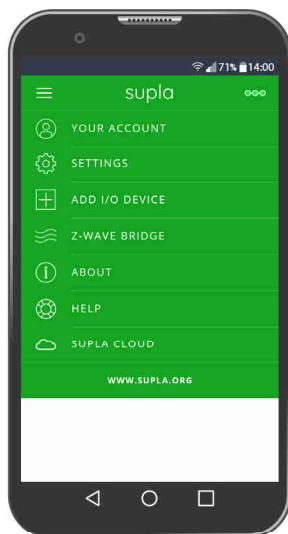 71% 14:00
supla
YOUR ACCOUNT
SETTINGS
ADD I/O DEVICE
Z-WAVE BRIDGE
ABOUT
HELP
SUPLA CLOUD
WWW.SUPLA.ORG